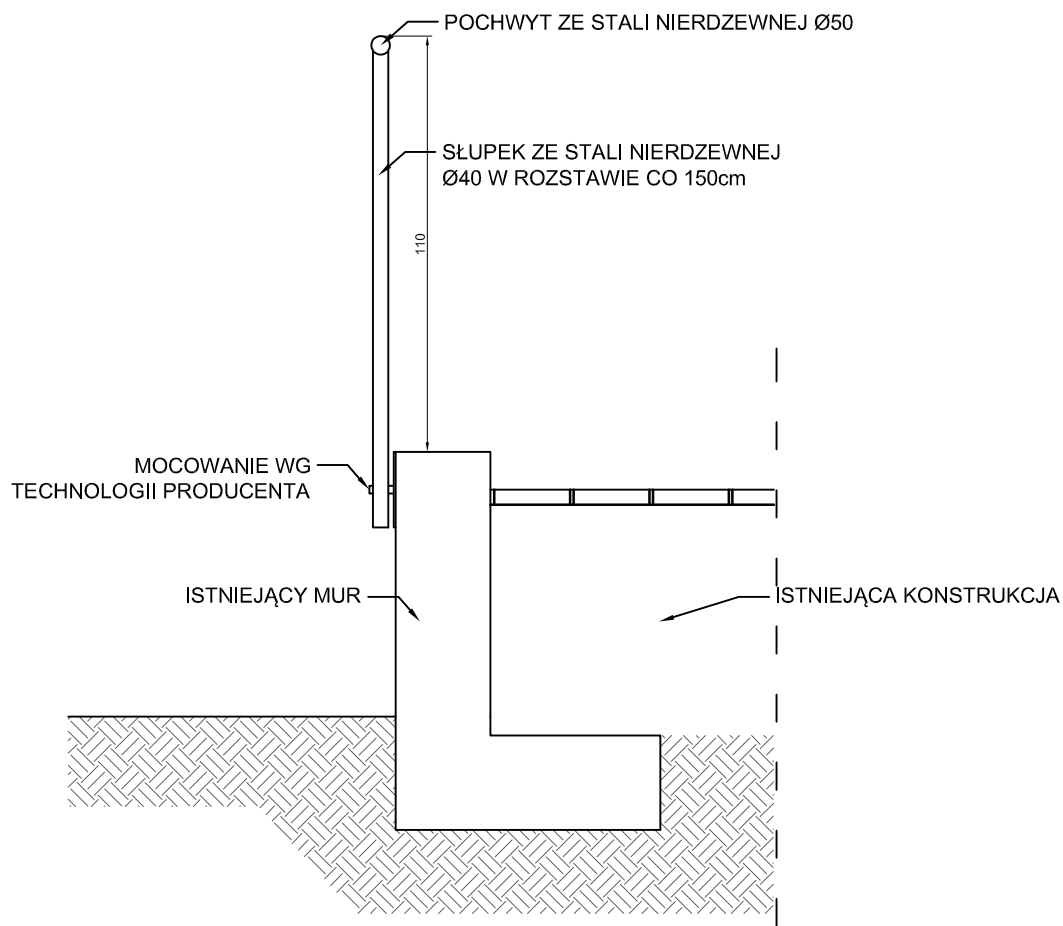 POCHWYT ZE STALI NIERDZEWNEJ Ø50
SŁUPEK ZE STALI NIERDZEWNEJ
Ø40 W ROZSTAWIE CO 150cm
110
MOCOWANIE WG
TECHNOLOGII PRODUCENTA
ISTNIEJĄCY MUR
ISTNIEJĄCA KONSTRUKCJA